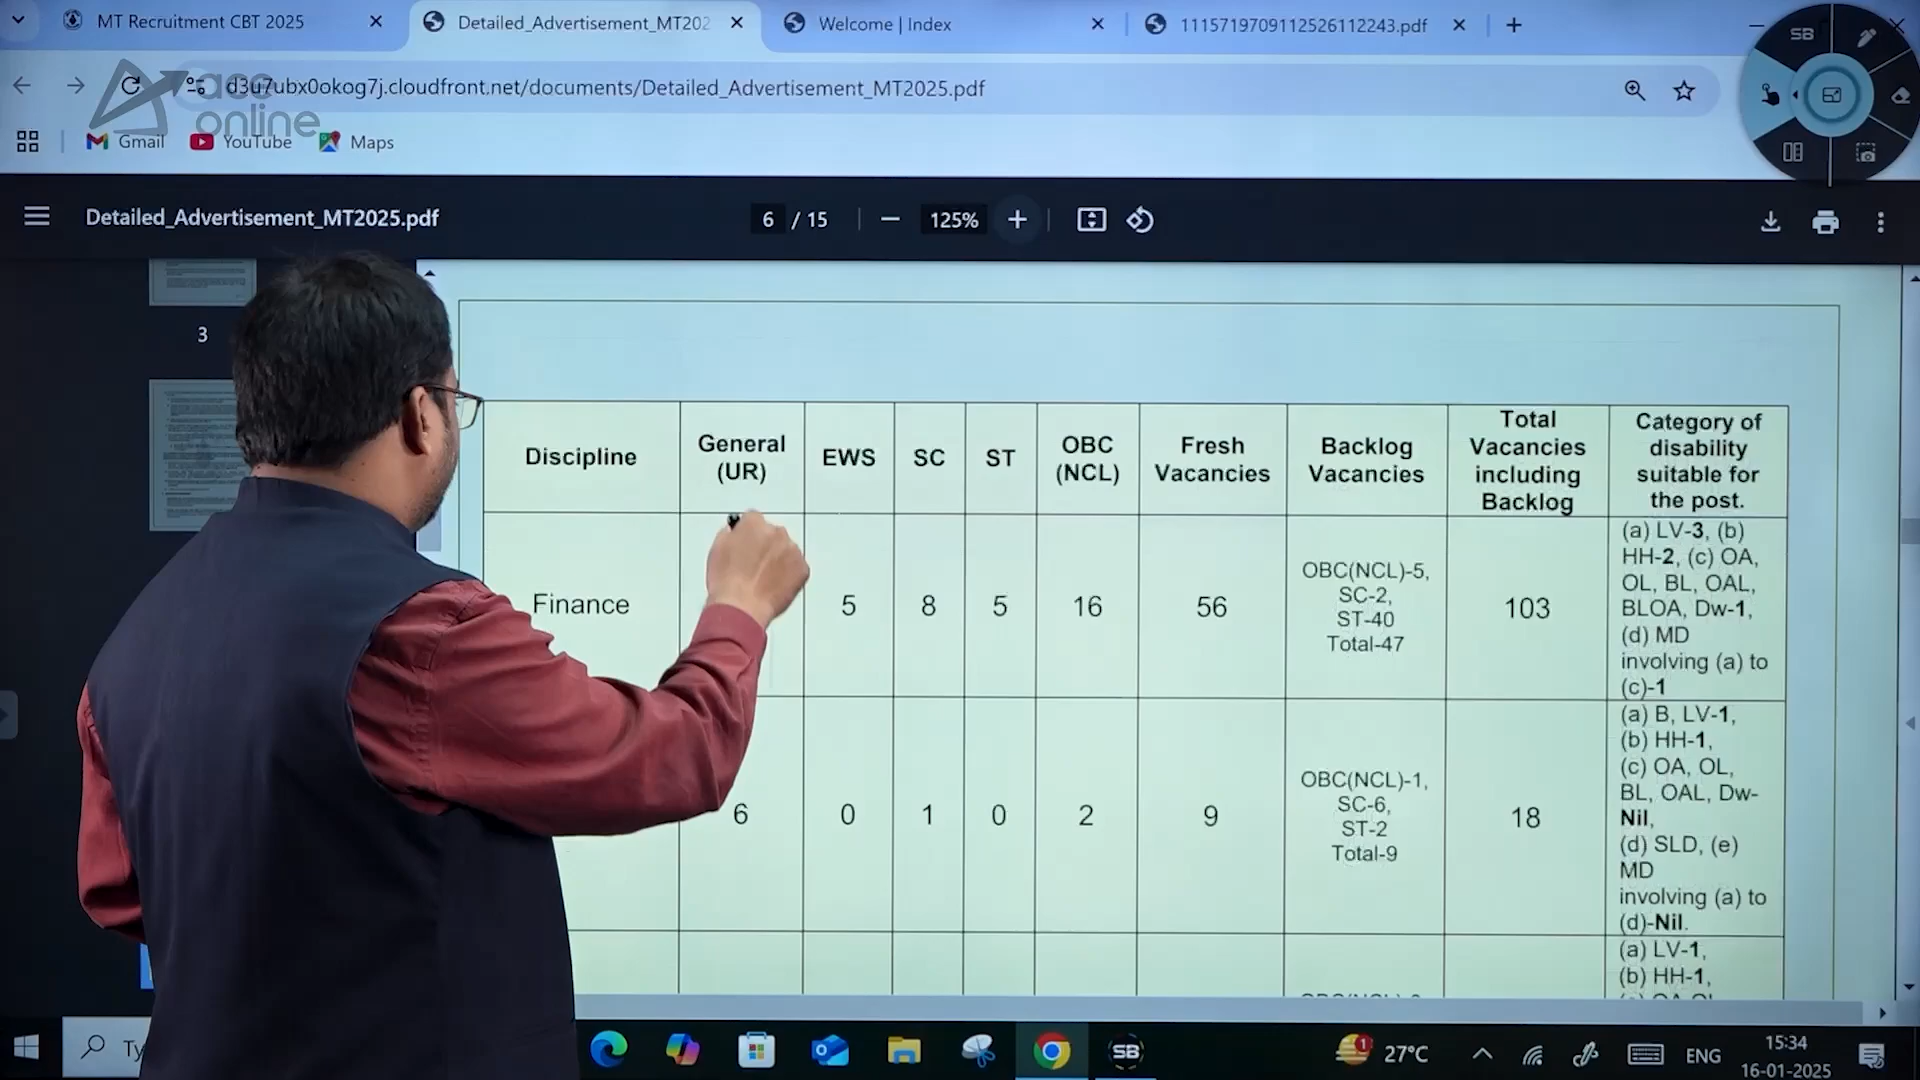 MT Recruitment CBT 2025
Detailed_Advertisement_MT202
Welcome | Index
1115719709112526112243.pdf
SB
d3u7ubx0okog7j.cloudfront.net/documents/Detailed_Advertisement_MT2025.pdf
ace
online
Gmail
YouTube
Maps
Detailed_Advertisement_MT2025.pdf
6 / 15
125%
3
Discipline
General
(UR)
EWS
SC
ST
OBC
(NCL)
Fresh
Vacancies
Backlog
Vacancies
Total
Vacancies
including
Backlog
Category of
disability
suitable for
the post.
Finance
5
8
5
16
56
OBC(NCL)-5,
SC-2,
ST-40
Total-47
103
(a) LV-3, (b)
HH-2, (c) OA,
OL, BL, OAL,
BLOA, Dw-1,
(d) MD
involving (a) to
(c)-1
6
0
1
0
2
9
OBC(NCL)-1,
SC-6,
ST-2
Total-9
18
(a) B, LV-1,
(b) HH-1,
(c) OA, OL,
BL, OAL, Dw-
Nil,
(d) SLD, (e)
MD
involving (a) to
(d)-Nil.
(a) LV-1,
(b) HH-1,
Ty
SB
1
27°C
ENG
15:34
16-01-2025